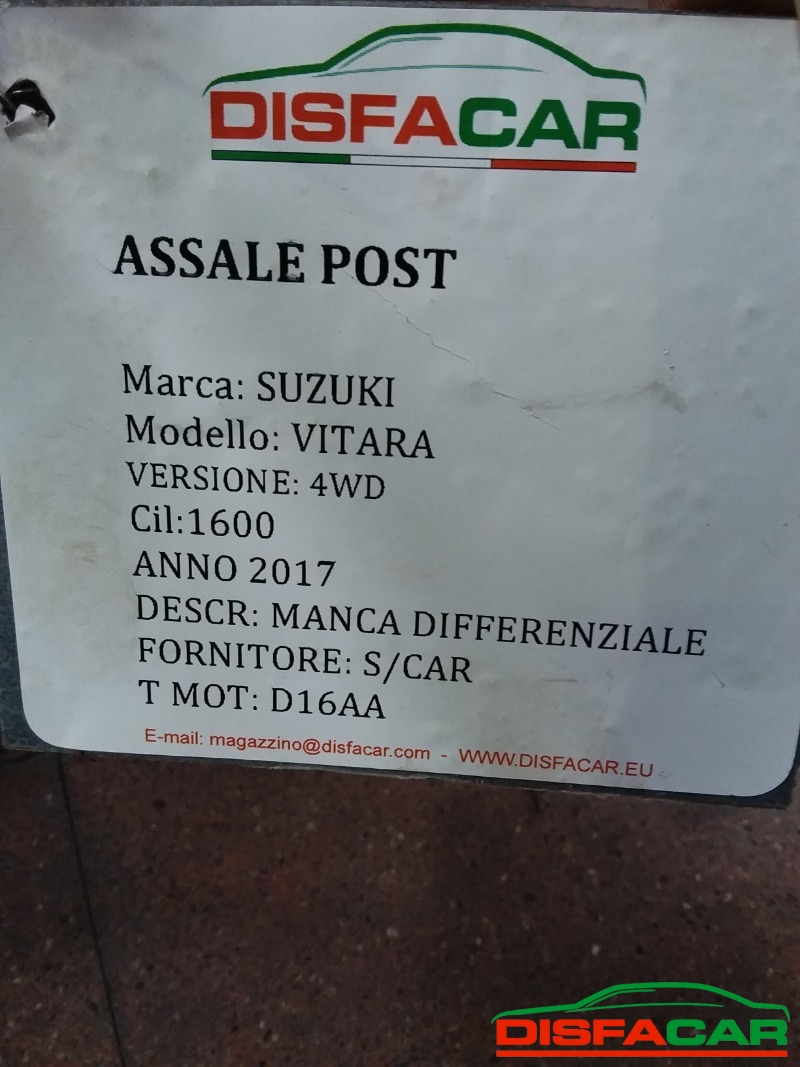 DISFACAR
ASSALE POST
Marca: SUZUKI
Modello: VITARA
VERSIONE: 4WD
Cil:1600
ANNO 2017
DESCR: MANCA DIFFERENZIALE
FORNITORE: S/CAR
T MOT: D16AA
E-mail: magazzino@disfacar.com - WWW.DISFACAR.EU
DISFACAR